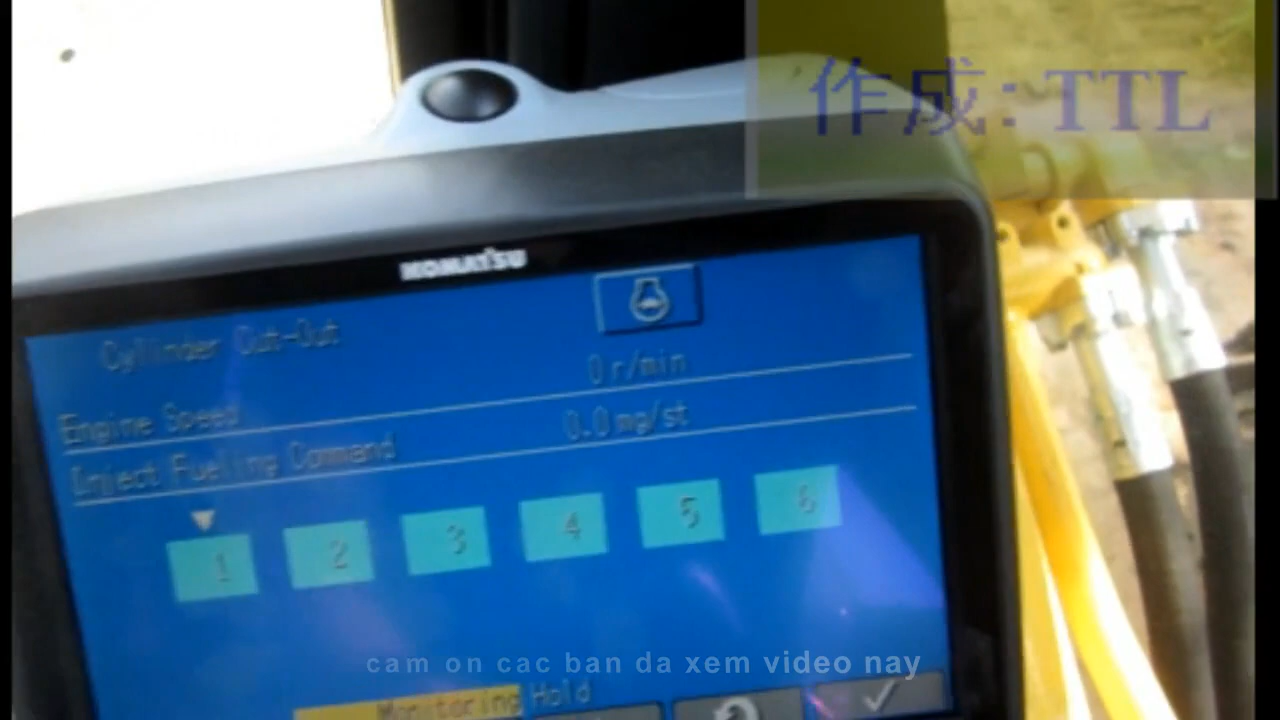 作成:TTL
KOMATSU
Cylinder Cut-Out
0 r/min
Engine Speed
0.0 mg/st
Inject Fueling Command
1 2 3 4 5 6
cam on cac ban da xem video nay
Monitoring Hold